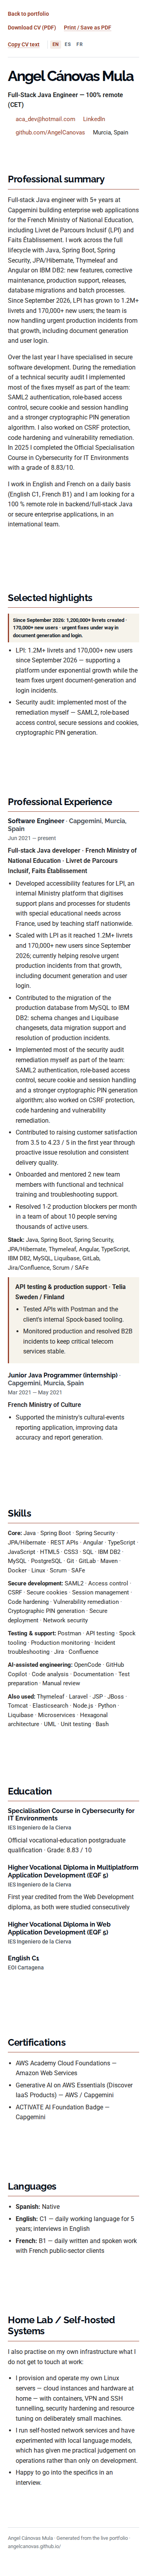 Back to portfolio
Download CV (PDF) Print / Save as PDF
Copy CV text EN ES FR
Angel Cánovas Mula
Full-Stack Java Engineer — 100% remote
(CET)
aca_dev@hotmail.com LinkedIn
github.com/AngelCanovas Murcia, Spain
Professional summary
Full-stack Java engineer with 5+ years at
Capgemini building enterprise web applications
for the French Ministry of National Education,
including Livret de Parcours Inclusif (LPI) and
Faits Établissement. I work across the full
lifecycle with Java, Spring Boot, Spring
Security, JPA/Hibernate, Thymeleaf and
Angular on IBM DB2: new features, corrective
maintenance, production support, releases,
database migrations and batch processes.
Since September 2026, LPI has grown to 1.2M+
livrets and 170,000+ new users; the team is
now handling urgent production incidents from
that growth, including document generation
and user login.
Over the last year I have specialised in secure
software development. During the remediation
of a technical security audit I implemented
most of the fixes myself as part of the team:
SAML2 authentication, role-based access
control, secure cookie and session handling
and a stronger cryptographic PIN generation
algorithm. I also worked on CSRF protection,
code hardening and vulnerability remediation.
In 2025 I completed the Official Specialisation
Course in Cybersecurity for IT Environments
with a grade of 8.83/10.
I work in English and French on a daily basis
(English C1, French B1) and I am looking for a
100 % remote role in backend/full-stack Java
or secure enterprise applications, in an
international team.
Selected highlights
Since September 2026: 1,200,000+ livrets created ·
170,000+ new users · urgent fixes under way in
document generation and login.
• LPI: 1.2M+ livrets and 170,000+ new users
since September 2026 — supporting a
platform under exponential growth while the
team fixes urgent document-generation and
login incidents.
• Security audit: implemented most of the
remediation myself — SAML2, role-based
access control, secure sessions and cookies,
cryptographic PIN generation.
Professional Experience
Software Engineer · Capgemini, Murcia,
Spain
Jun 2021 — present
Full-stack Java developer · French Ministry of
National Education · Livret de Parcours
Inclusif, Faits Établissement
• Developed accessibility features for LPI, an
internal Ministry platform that digitises
support plans and processes for students
with special educational needs across
France, used by teaching staff nationwide.
• Scaled with LPI as it reached 1.2M+ livrets
and 170,000+ new users since September
2026; currently helping resolve urgent
production incidents from that growth,
including document generation and user
login.
• Contributed to the migration of the
production database from MySQL to IBM
DB2: schema changes and Liquibase
changesets, data migration support and
resolution of production incidents.
• Implemented most of the security audit
remediation myself as part of the team:
SAML2 authentication, role-based access
control, secure cookie and session handling
and a stronger cryptographic PIN generation
algorithm; also worked on CSRF protection,
code hardening and vulnerability
remediation.
• Contributed to raising customer satisfaction
from 3.5 to 4.23 / 5 in the first year through
proactive issue resolution and consistent
delivery quality.
• Onboarded and mentored 2 new team
members with functional and technical
training and troubleshooting support.
• Resolved 1-2 production blockers per month
in a team of about 10 people serving
thousands of active users.
Stack: Java, Spring Boot, Spring Security,
JPA/Hibernate, Thymeleaf, Angular, TypeScript,
IBM DB2, MySQL, Liquibase, GitLab,
Jira/Confluence, Scrum / SAFe
API testing & production support · Telia
Sweden / Finland
• Tested APIs with Postman and the
client's internal Spock-based tooling.
• Monitored production and resolved B2B
incidents to keep critical telecom
services stable.
Junior Java Programmer (internship) ·
Capgemini, Murcia, Spain
Mar 2021 — May 2021
French Ministry of Culture
• Supported the ministry's cultural-events
reporting application, improving data
accuracy and report generation.
Skills
Core: Java · Spring Boot · Spring Security ·
JPA/Hibernate · REST APIs · Angular · TypeScript ·
JavaScript · HTML5 · CSS3 · SQL · IBM DB2 ·
MySQL · PostgreSQL · Git · GitLab · Maven ·
Docker · Linux · Scrum · SAFe
Secure development: SAML2 · Access control ·
CSRF · Secure cookies · Session management ·
Code hardening · Vulnerability remediation ·
Cryptographic PIN generation · Secure
deployment · Network security
Testing & support: Postman · API testing · Spock
tooling · Production monitoring · Incident
troubleshooting · Jira · Confluence
AI-assisted engineering: OpenCode · GitHub
Copilot · Code analysis · Documentation · Test
preparation · Manual review
Also used: Thymeleaf · Laravel · JSP · JBoss ·
Tomcat · Elasticsearch · Node.js · Python ·
Liquibase · Microservices · Hexagonal
architecture · UML · Unit testing · Bash
Education
Specialisation Course in Cybersecurity for
IT Environments
IES Ingeniero de la Cierva
Official vocational-education postgraduate
qualification · Grade: 8.83 / 10
Higher Vocational Diploma in Multiplatform
Application Development (EQF 5)
IES Ingeniero de la Cierva
First year credited from the Web Development
diploma, as both were studied consecutively
Higher Vocational Diploma in Web
Application Development (EQF 5)
IES Ingeniero de la Cierva
English C1
EOI Cartagena
Certifications
• AWS Academy Cloud Foundations —
Amazon Web Services
• Generative AI on AWS Essentials (Discover
IaaS Products) — AWS / Capgemini
• ACTIVATE AI Foundation Badge —
Capgemini
Languages
• Spanish: Native
• English: C1 — daily working language for 5
years; interviews in English
• French: B1 — daily written and spoken work
with French public-sector clients
Home Lab / Self-hosted
Systems
I also practise on my own infrastructure what I
do not get to touch at work:
• I provision and operate my own Linux
servers — cloud instances and hardware at
home — with containers, VPN and SSH
tunnelling, security hardening and resource
tuning on deliberately small machines.
• I run self-hosted network services and have
experimented with local language models,
which has given me practical judgement on
operations rather than only on development.
• Happy to go into the specifics in an
interview.
Angel Cánovas Mula · Generated from the live portfolio ·
angelcanovas.github.io/